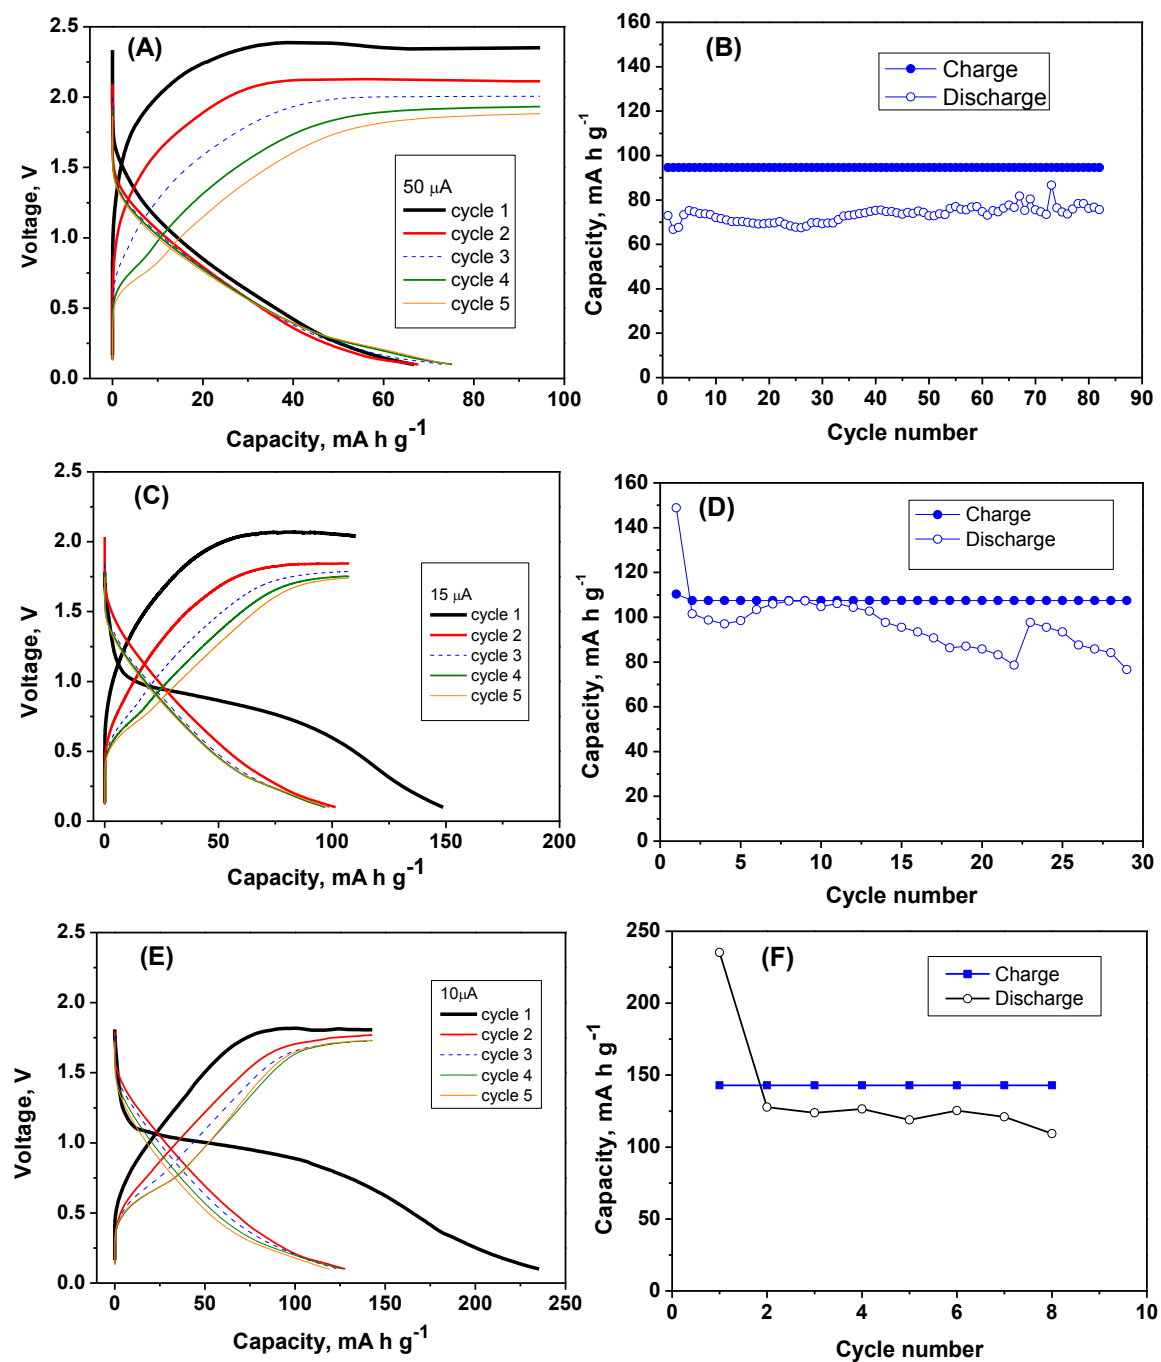 (A)
2.5
2.0
1.5
1.0
0.5
0.0
Voltage, V
50 μA
cycle 1
cycle 2
cycle 3
cycle 4
cycle 5
0 20 40 60 80 100
Capacity, mA h g-1
(B)
160
140
120
100
80
60
40
20
0
Capacity, mA h g-1
Charge
Discharge
0 10 20 30 40 50 60 70 80 90
Cycle number
(C)
2.5
2.0
1.5
1.0
0.5
0.0
Voltage, V
15 μA
cycle 1
cycle 2
cycle 3
cycle 4
cycle 5
0 50 100 150 200
Capacity, mA h g-1
(D)
160
140
120
100
80
60
40
20
0
Capacity, mA h g-1
Charge
Discharge
0 5 10 15 20 25 30
Cycle number
(E)
2.5
2.0
1.5
1.0
0.5
0.0
Voltage, V
10μA
cycle 1
cycle 2
cycle 3
cycle 4
cycle 5
0 50 100 150 200 250
Capacity, mA h g-1
(F)
250
200
150
100
50
0
Capacity, mA h g-1
Charge
Discharge
0 2 4 6 8 10
Cycle number